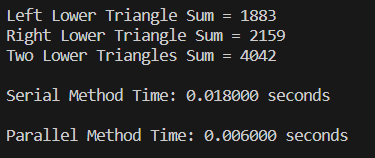 Left Lower Triangle Sum = 1883
Right Lower Triangle Sum = 2159
Two Lower Triangles Sum = 4042
Serial Method Time: 0.018000 seconds
Parallel Method Time: 0.006000 seconds